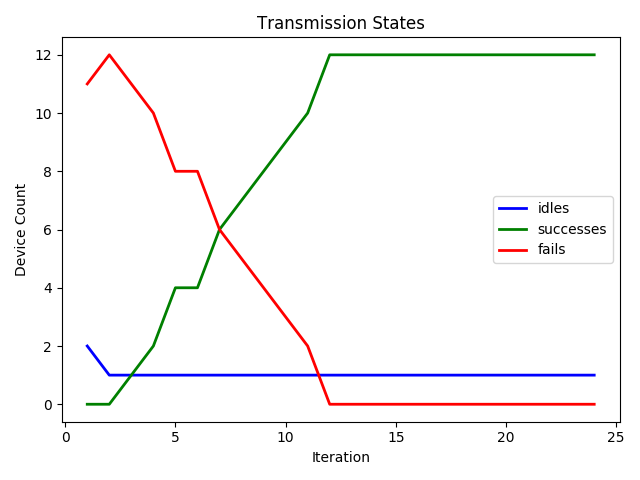 Transmission States
Device Count
12
10
8
6
4
2
0
idles
successes
fails
0 5 10 15 20 25
Iteration